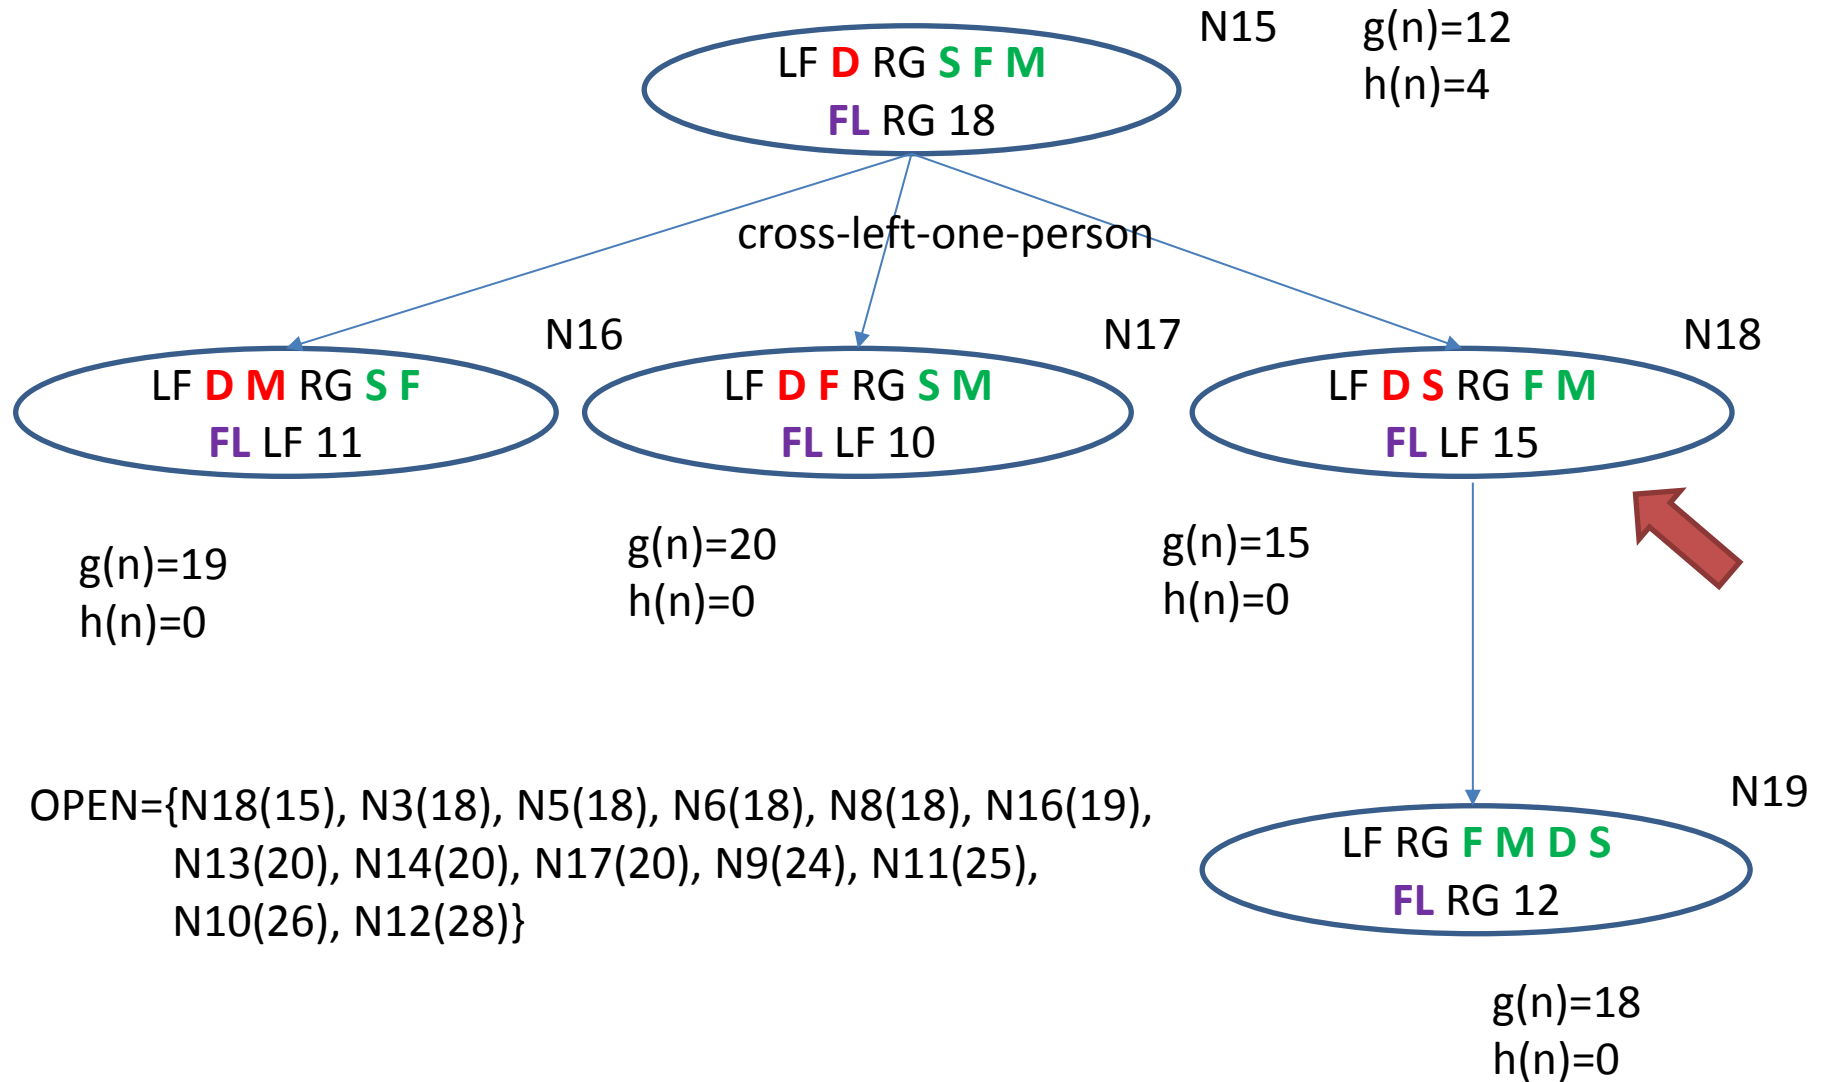 N15
g(n)=12
h(n)=4
LF D RG S F M
FL RG 18
cross-left-one-person
N16
N17
N18
LF D M RG S F
FL LF 11
LF D F RG S M
FL LF 10
LF D S RG F M
FL LF 15
g(n)=19
h(n)=0
g(n)=20
h(n)=0
g(n)=15
h(n)=0
OPEN={N18(15), N3(18), N5(18), N6(18), N8(18), N16(19),
N13(20), N14(20), N17(20), N9(24), N11(25),
N10(26), N12(28)}
N19
LF RG F M D S
FL RG 12
g(n)=18
h(n)=0